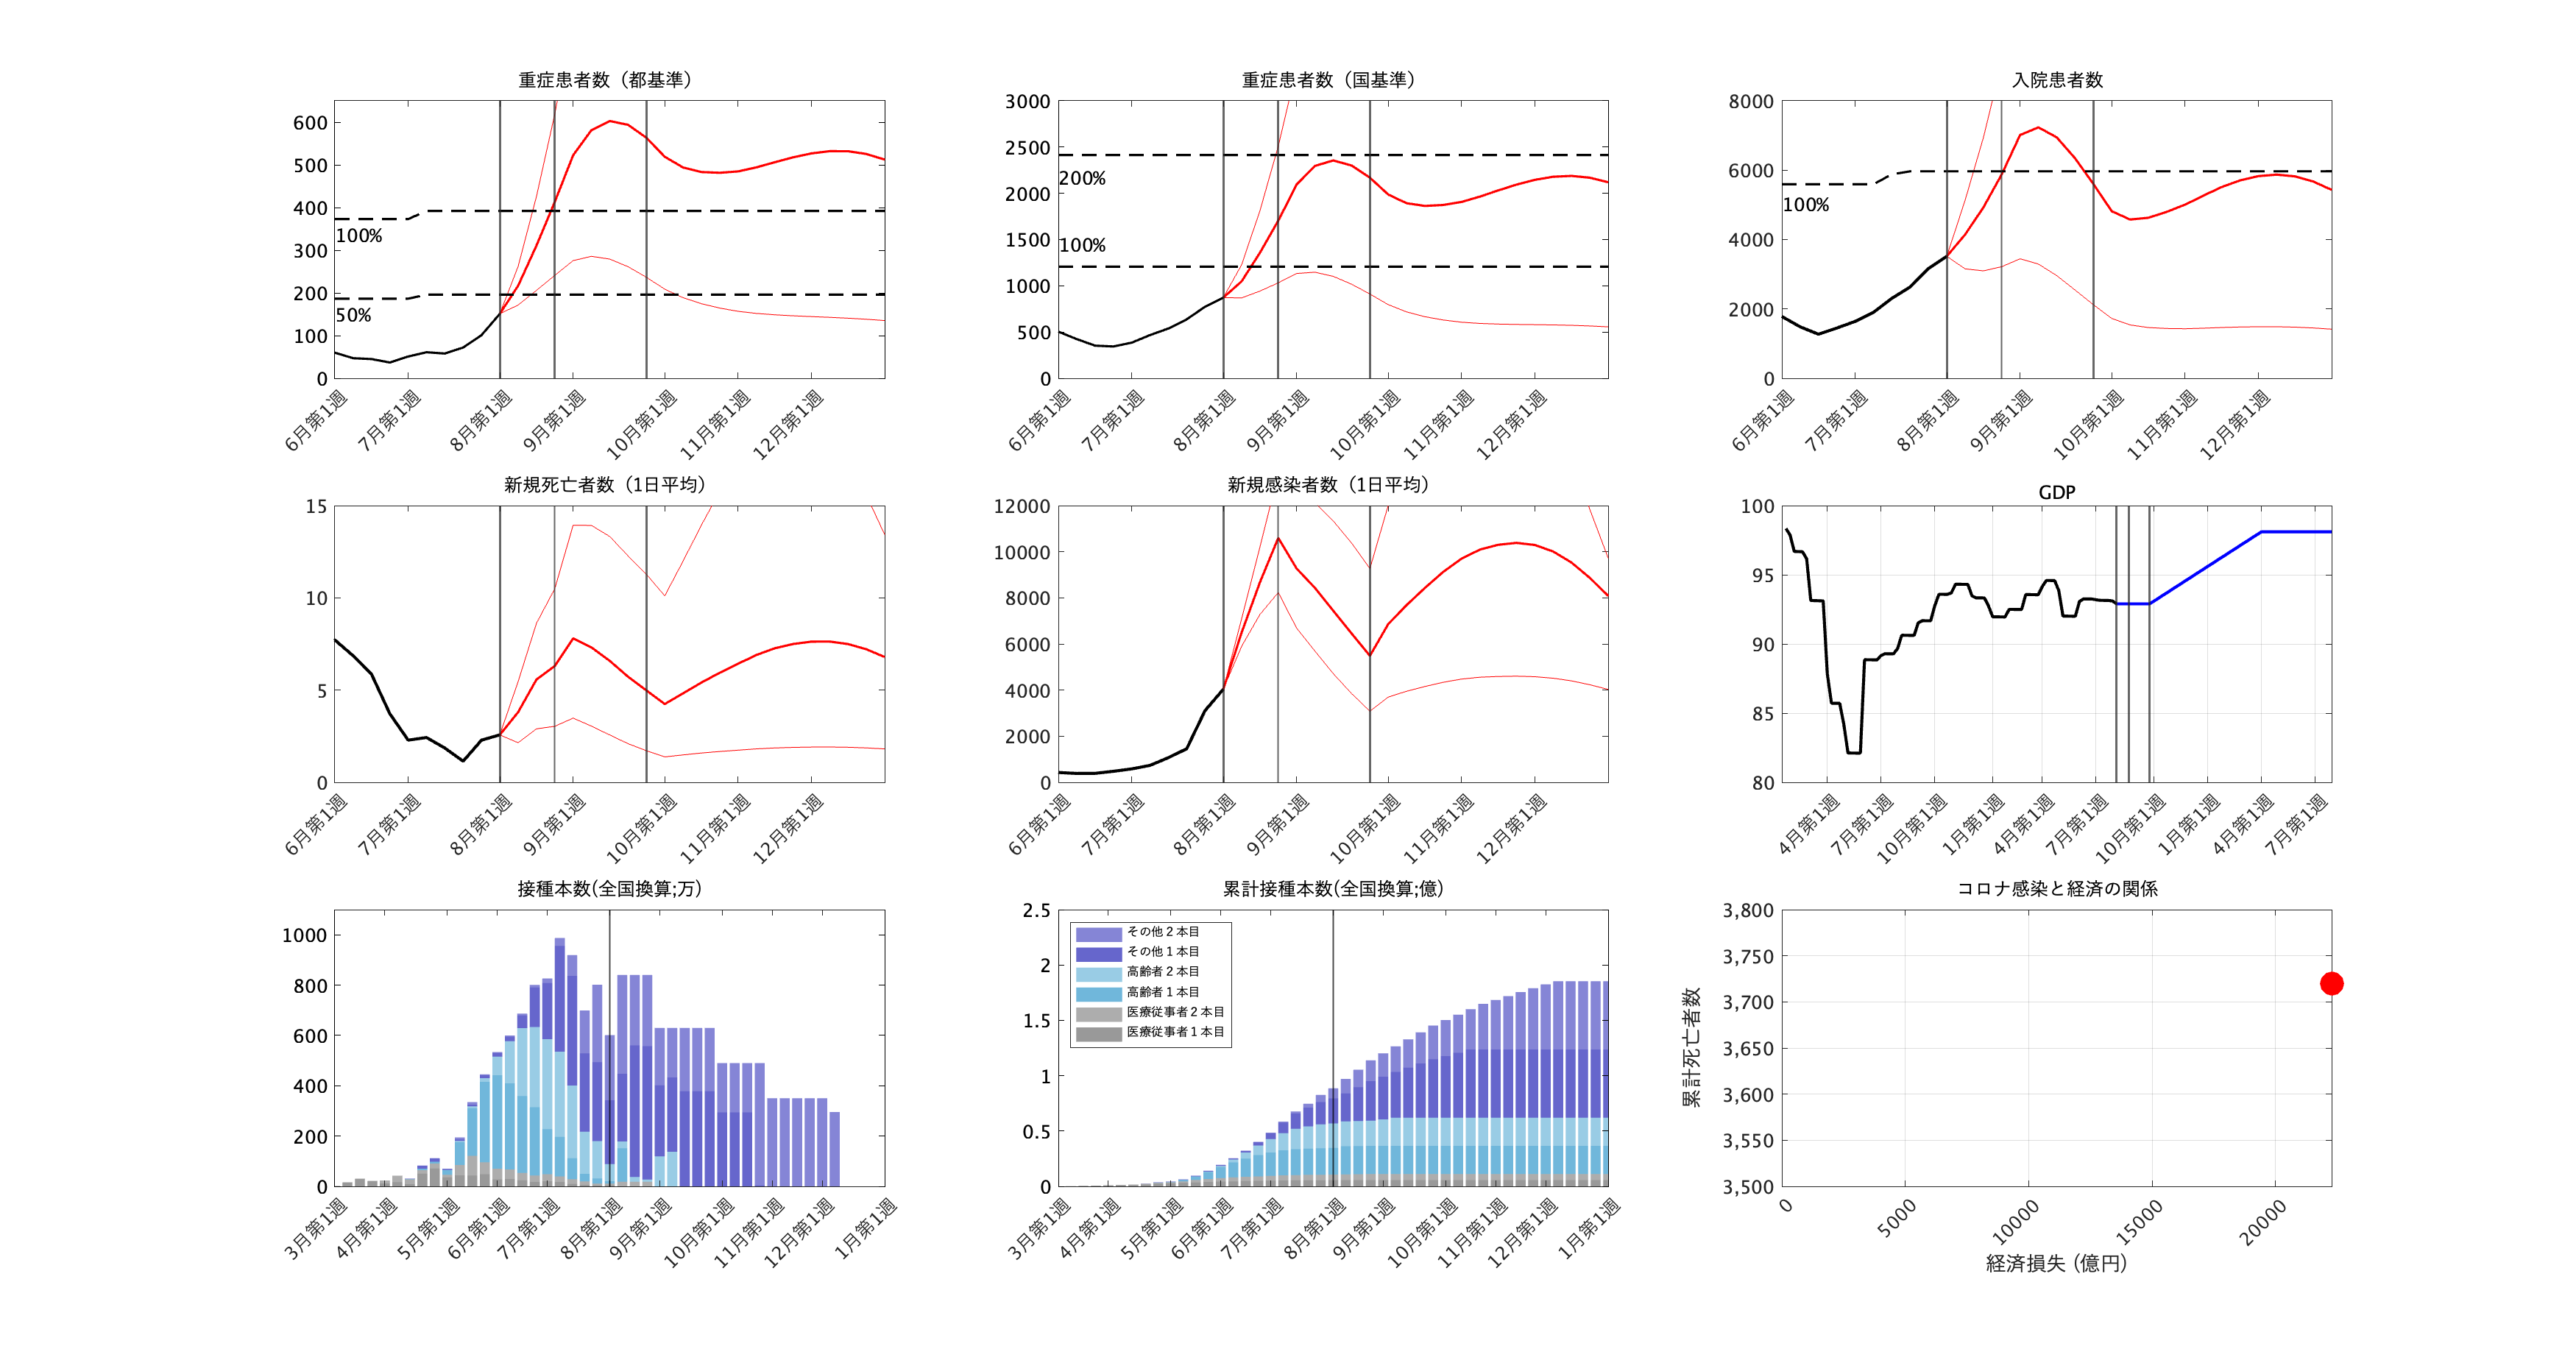 重症患者数（都基準）
600
500
400
300
200
100
0
100%
50%
6月第1週
7月第1週
8月第1週
9月第1週
10月第1週
11月第1週
12月第1週
重症患者数（国基準）
3000
2500
2000
1500
1000
500
0
200%
100%
6月第1週
7月第1週
8月第1週
9月第1週
10月第1週
11月第1週
12月第1週
入院患者数
8000
6000
4000
2000
0
100%
6月第1週
7月第1週
8月第1週
9月第1週
10月第1週
11月第1週
12月第1週
新規死亡者数（1日平均）
15
10
5
0
6月第1週
7月第1週
8月第1週
9月第1週
10月第1週
11月第1週
12月第1週
新規感染者数（1日平均）
12000
10000
8000
6000
4000
2000
0
6月第1週
7月第1週
8月第1週
9月第1週
10月第1週
11月第1週
12月第1週
GDP
100
95
90
85
80
4月第1週
7月第1週
10月第1週
1月第1週
4月第1週
7月第1週
10月第1週
1月第1週
4月第1週
7月第1週
接種本数(全国換算;万)
1000
800
600
400
200
0
3月第1週
4月第1週
5月第1週
6月第1週
7月第1週
8月第1週
9月第1週
10月第1週
11月第1週
12月第1週
1月第1週
累計接種本数(全国換算;億)
2.5
2
1.5
1
0.5
0
その他２本目
その他１本目
高齢者２本目
高齢者１本目
医療従事者２本目
医療従事者１本目
3月第1週
4月第1週
5月第1週
6月第1週
7月第1週
8月第1週
9月第1週
10月第1週
11月第1週
12月第1週
1月第1週
コロナ感染と経済の関係
累計死亡者数
3,800
3,750
3,700
3,650
3,600
3,550
3,500
0
5000
10000
15000
20000
経済損失 (億円)